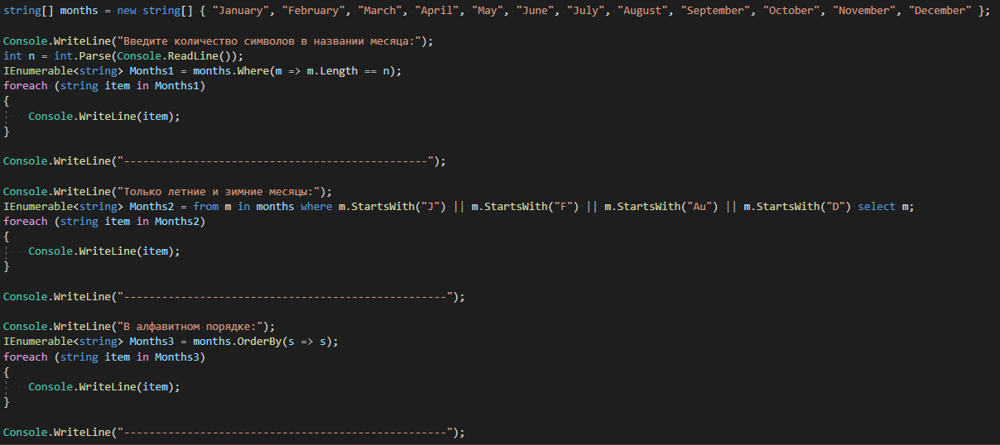 string[] months = new string[] { "January", "February", "March", "April", "May", "June", "July", "August", "September", "October", "November", "December" };
Console.WriteLine("Введите количество символов в названии месяца:");
int n = int.Parse(Console.ReadLine());
IEnumerable<string> Months1 = months.Where(m => m.Length == n);
foreach (string item in Months1)
{
Console.WriteLine(item);
}
Console.WriteLine("------------------------------------------------");
Console.WriteLine("Только летние и зимние месяцы:");
IEnumerable<string> Months2 = from m in months where m.StartsWith("J") || m.StartsWith("F") || m.StartsWith("Au") || m.StartsWith("D") select m;
foreach (string item in Months2)
{
Console.WriteLine(item);
}
Console.WriteLine("---------------------------------------------------");
Console.WriteLine("В алфавитном порядке:");
IEnumerable<string> Months3 = months.OrderBy(s => s);
foreach (string item in Months3)
{
Console.WriteLine(item);
}
Console.WriteLine("---------------------------------------------------");